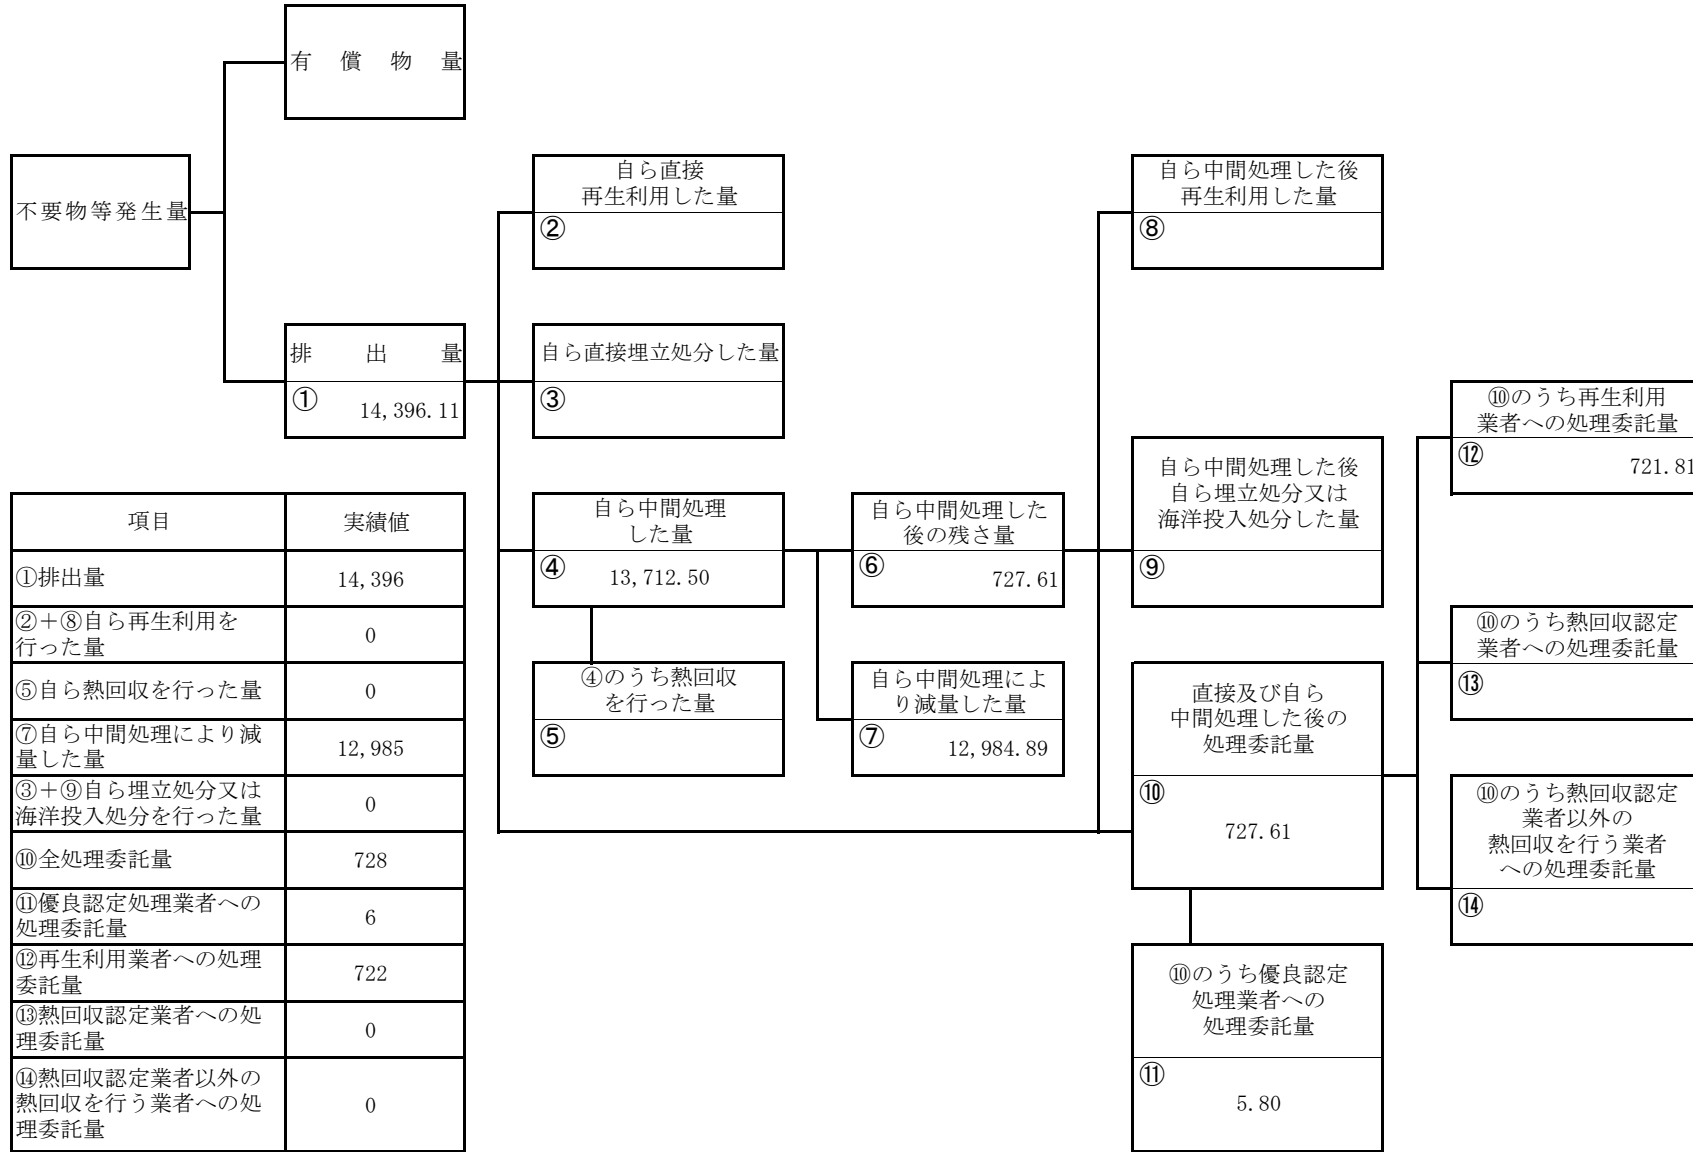 有償物量
不要物等発生量
自ら直接
再生利用した量
②
自ら中間処理した後
再生利用した量
⑧
排出量
① 14,396.11
自ら直接埋立処分した量
③
⑩のうち再生利用
業者への処理委託量
⑫ 721.81
自ら中間処理した後
自ら埋立処分又は
海洋投入処分した量
⑨
自ら中間処理
した量
④ 13,712.50
自ら中間処理した
後の残さ量
⑥ 727.61
⑩のうち熱回収認定
業者への処理委託量
⑬
④のうち熱回収
を行った量
⑤
自ら中間処理によ
り減量した量
⑦ 12,984.89
直接及び自ら
中間処理した後の
処理委託量
⑩
727.61
⑩のうち熱回収認定
業者以外の
熱回収を行う業者
への処理委託量
⑭
⑩のうち優良認定
処理業者への
処理委託量
⑪
5.80
項目 実績値
①排出量 14,396
②+⑧自ら再生利用を
行った量 0
⑤自ら熱回収を行った量 0
⑦自ら中間処理により減
量した量 12,985
③+⑨自ら埋立処分又は
海洋投入処分を行った量 0
⑩全処理委託量 728
⑪優良認定処理業者への
処理委託量 6
⑫再生利用業者への処理
委託量 722
⑬熱回収認定業者への処
理委託量 0
⑭熱回収認定業者以外の
熱回収を行う業者への処
理委託量 0